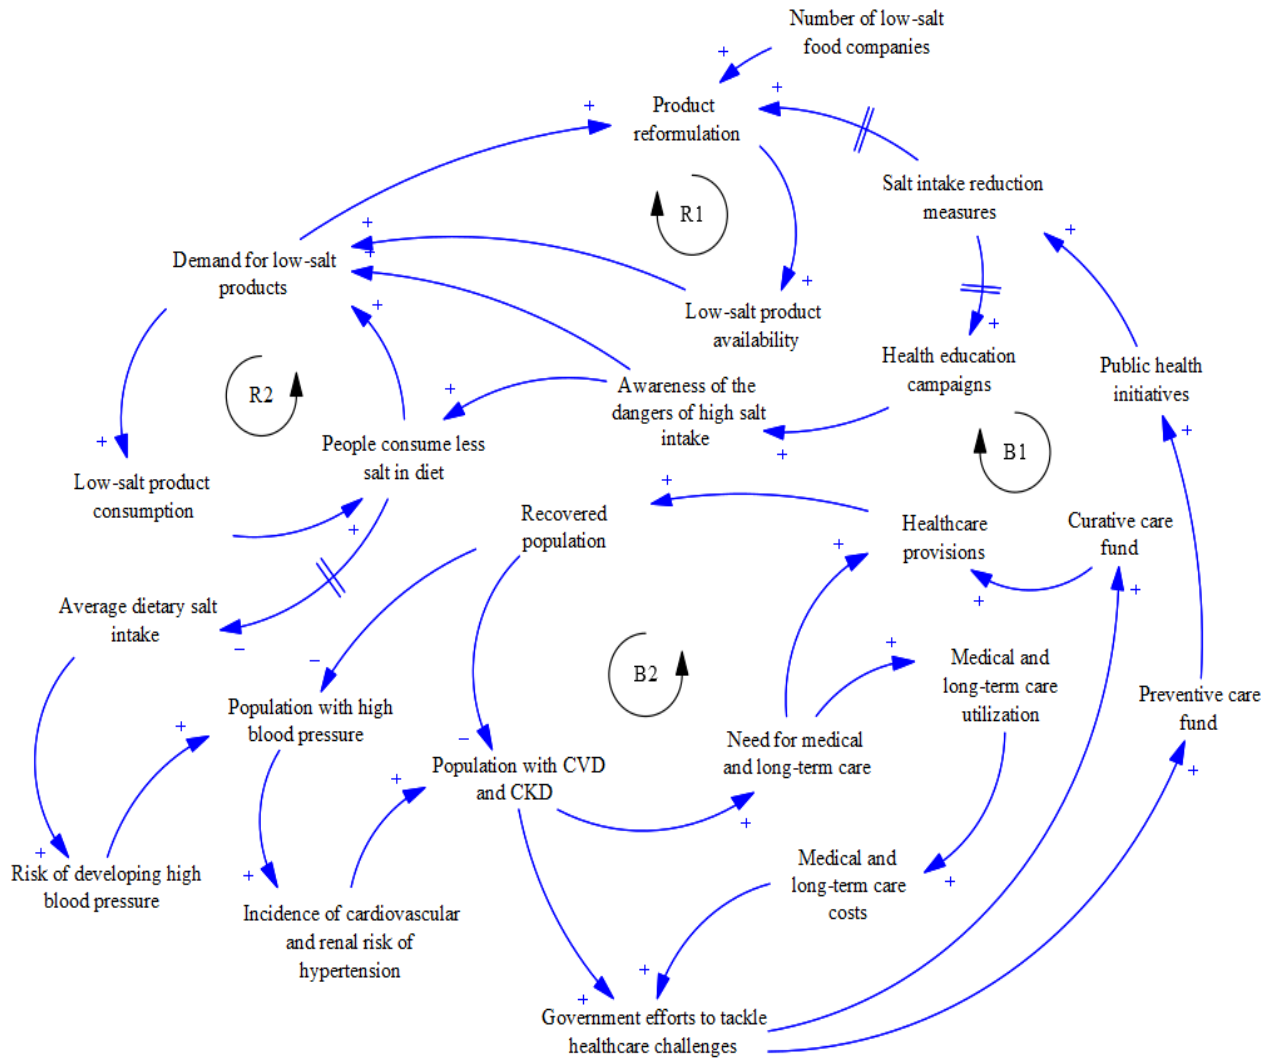 Number of low-salt
food companies
+
+
Product
reformulation
+
Salt intake reduction
measures
R1
+
+
+
Demand for low-salt
products
+
+
Low-salt product
availability
+
Health education
campaigns
Public health
initiatives
R2
+
Awareness of the
dangers of high salt
intake
+
+
B1
+
People consume less
salt in diet
Low-salt product
consumption
+
+
Recovered
population
Healthcare
provisions
Curative care
fund
+
+
+
Average dietary salt
intake
−
−
B2
+
Medical and
long-term care
utilization
Preventive care
fund
Population with high
blood pressure
+
−
Need for medical
and long-term care
Population with CVD
and CKD
+
+
+
+
Risk of developing high
blood pressure
+
Medical and
long-term care
costs
+
Incidence of cardiovascular
and renal risk of
hypertension
+
+
Government efforts to tackle
healthcare challenges